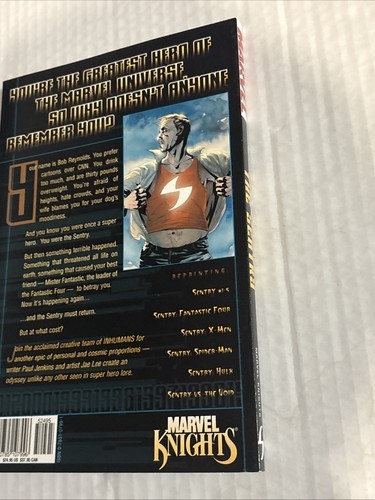 YOU'RE THE GREATEST HERO OF
THE MARVEL UNIVERSE
SO WHY DOESN'T ANYONE
REMEMBER YOU?
Your name is Bob Reynolds. You prefer
cartoons over CNN. You drink
too much, and are thirty pounds
overweight. You're afraid of
heights, hate crowds, and your
wife blames you for your dog's
moodiness.
And you know you were once a super
hero. You were the Sentry.
But then something terrible happened.
Something that threatened all life on
earth, something that caused your best
friend — Mister Fantastic, the leader of
the Fantastic Four — to betray you.
Now it's happening again...
...and the Sentry must return.
But at what cost?
Join the acclaimed creative team of INHUMANS for
another epic of personal and cosmic proportions —
writer Paul Jenkins and artist Jae Lee create an
odyssey unlike any other seen in super hero lore.
REPRINTING:
SENTRY #1-5
SENTRY: FANTASTIC FOUR
SENTRY: X-MEN
SENTRY: SPIDER-MAN
SENTRY: HULK
SENTRY VS. THE VOID
MARVEL
KNIGHTS